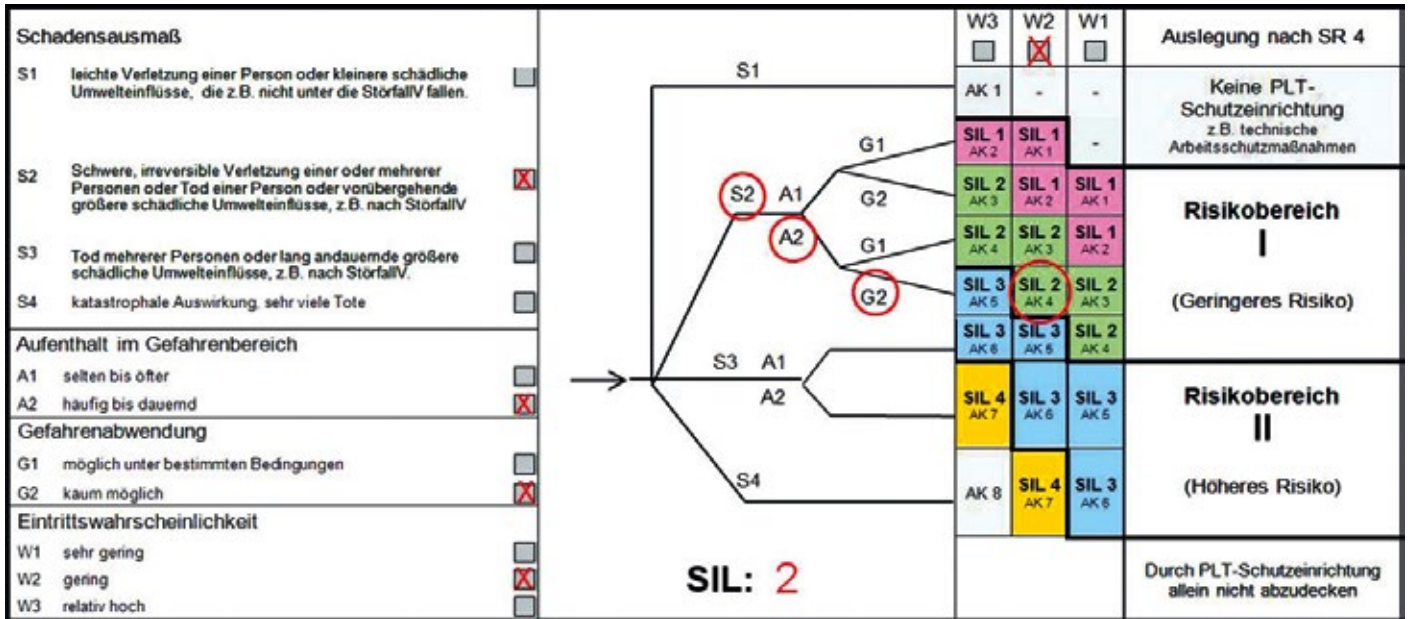 Schadensausmaß
S1 leichte Verletzung einer Person oder kleinere schädliche
Umwelteinflüsse, die z.B. nicht unter die StörfallV fallen.
S2 Schwere, irreversible Verletzung einer oder mehrerer
Personen oder Tod einer Person oder vorübergehende
größere schädliche Umwelteinflüsse, z.B. nach StörfallV
S3 Tod mehrerer Personen oder lang andauernde größere
schädliche Umwelteinflüsse, z.B. nach StörfallV.
S4 katastrophale Auswirkung, sehr viele Tote
Aufenthalt im Gefahrenbereich
A1 selten bis öfter
A2 häufig bis dauernd
Gefahrenabwendung
G1 möglich unter bestimmten Bedingungen
G2 kaum möglich
Eintrittswahrscheinlichkeit
W1 sehr gering
W2 gering
W3 relativ hoch
S1
G1
S2 A1
G2
A2
G1
G2
S3 A1
A2
S4
SIL: 2
W3 W2 W1
X
AK 1 - -
SIL 1 SIL 1 -
AK 2 AK 1
SIL 2 SIL 1 SIL 1
AK 3 AK 2 AK 1
SIL 2 SIL 2 SIL 1
AK 4 AK 3 AK 2
SIL 3 SIL 2 SIL 2
AK 5 AK 4 AK 3
SIL 3 SIL 3 SIL 2
AK 6 AK 5 AK 4
SIL 4 SIL 3 SIL 3
AK 7 AK 6 AK 5
AK 8 SIL 4 SIL 3
AK 7 AK 6
Auslegung nach SR 4
Keine PLT-
Schutzeinrichtung
z.B. technische
Arbeitsschutzmaßnahmen
Risikobereich
I
(Geringeres Risiko)
Risikobereich
II
(Höheres Risiko)
Durch PLT-Schutzeinrichtung
allein nicht abzudecken